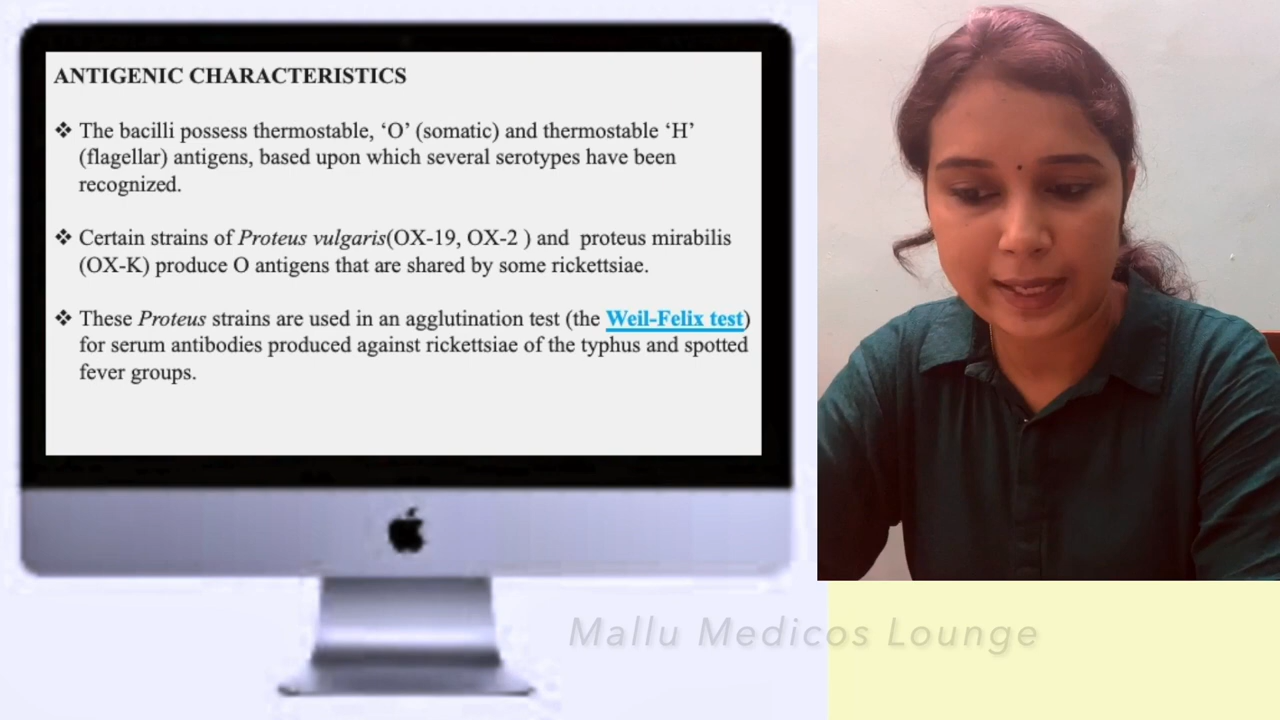 ANTIGENIC CHARACTERISTICS
❖ The bacilli possess thermostable, ‘O’ (somatic) and thermostable ‘H’
(flagellar) antigens, based upon which several serotypes have been
recognized.
❖ Certain strains of Proteus vulgaris(OX-19, OX-2 ) and proteus mirabilis
(OX-K) produce O antigens that are shared by some rickettsiae.
❖ These Proteus strains are used in an agglutination test (the Weil-Felix test)
for serum antibodies produced against rickettsiae of the typhus and spotted
fever groups.
Mallu Medicos Lounge